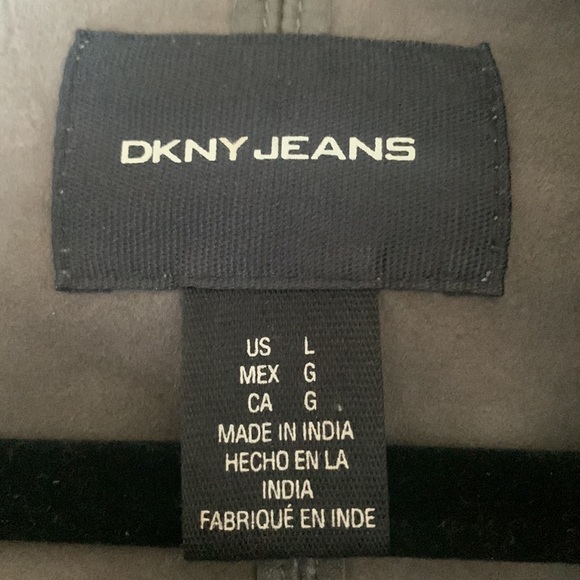 DKNY JEANS
US L
MEX G
CA G
MADE IN INDIA
HECHO EN LA
INDIA
FABRIQUÉ EN INDE